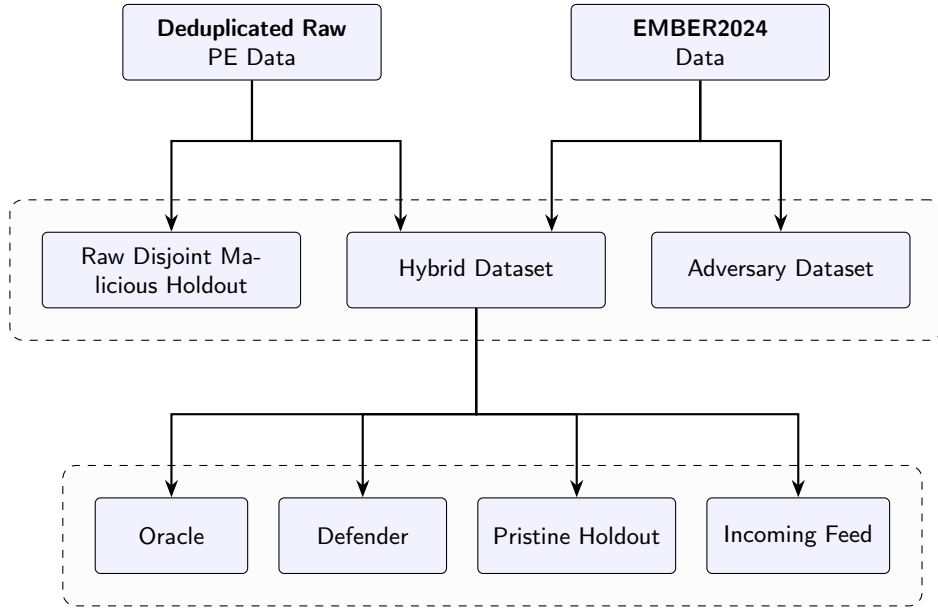 Deduplicated Raw
PE Data
EMBER2024
Data
Raw Disjoint Ma-
licious Holdout
Hybrid Dataset
Adversary Dataset
Oracle
Defender
Pristine Holdout
Incoming Feed